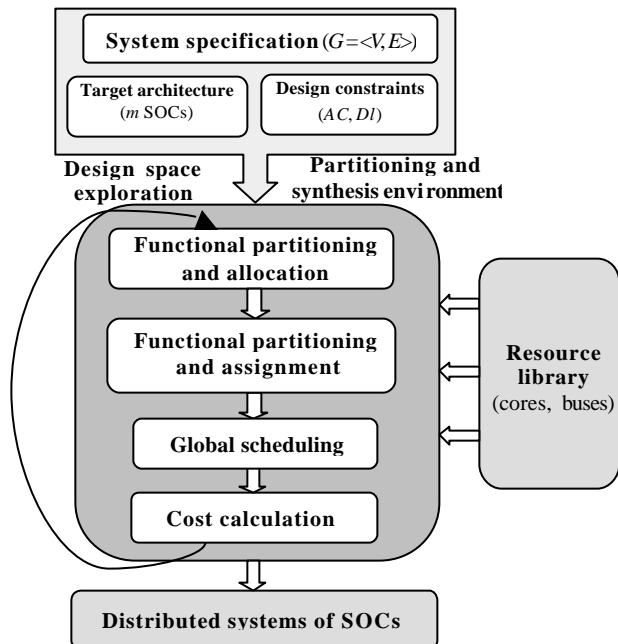 System specification (G=<V,E>)
Target architecture
(m SOCs)
Design constraints
(AC, Dl)
Design space
exploration
Partitioning and
synthesis environment
Functional partitioning
and allocation
Functional partitioning
and assignment
Global scheduling
Cost calculation
Resource
library
(cores, buses)
Distributed systems of SOCs